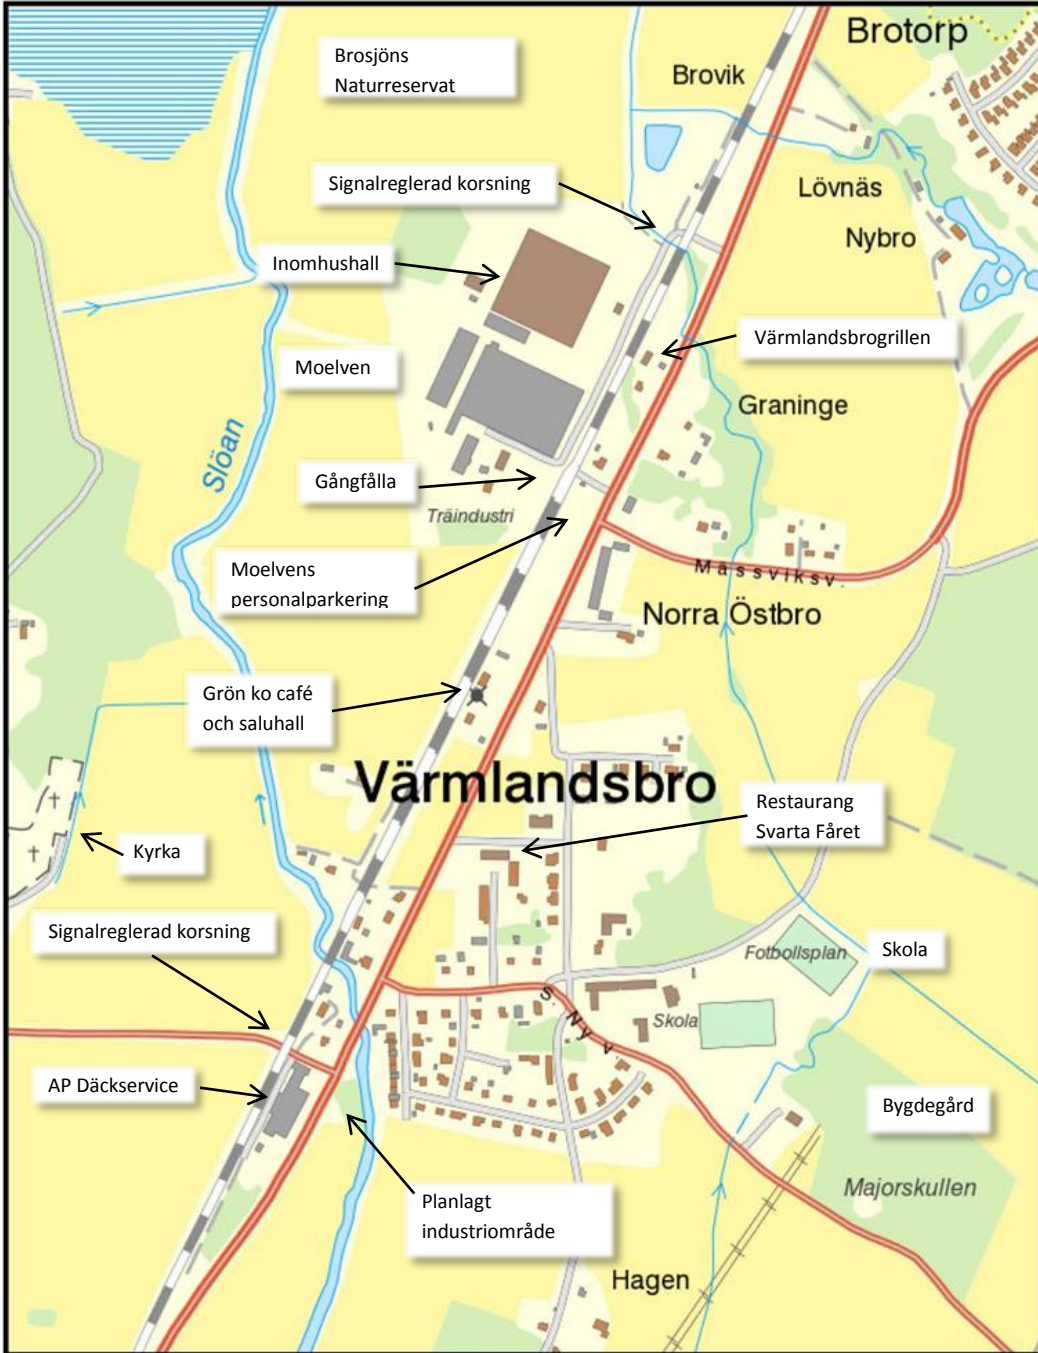 Brotorp
Brosjöns
Naturreservat
Brovik
Signalreglerad korsning
Lövnäs
Nybro
Inomhushall
Värmlandsbrogrillen
Moelven
Graninge
Slöan
Gångfålla
Träindustri
Moelvens
personalparkering
Massviksv.
Norra Östbro
Grön ko café
och saluhall
Värmlandsbro
Restaurang
Svarta Fåret
Kyrka
Signalreglerad korsning
Fotbollsplan
Skola
S. Ny v.
Skola
AP Däckservice
Bygdegård
Majorskullen
Planlagt
industriområde
Hagen